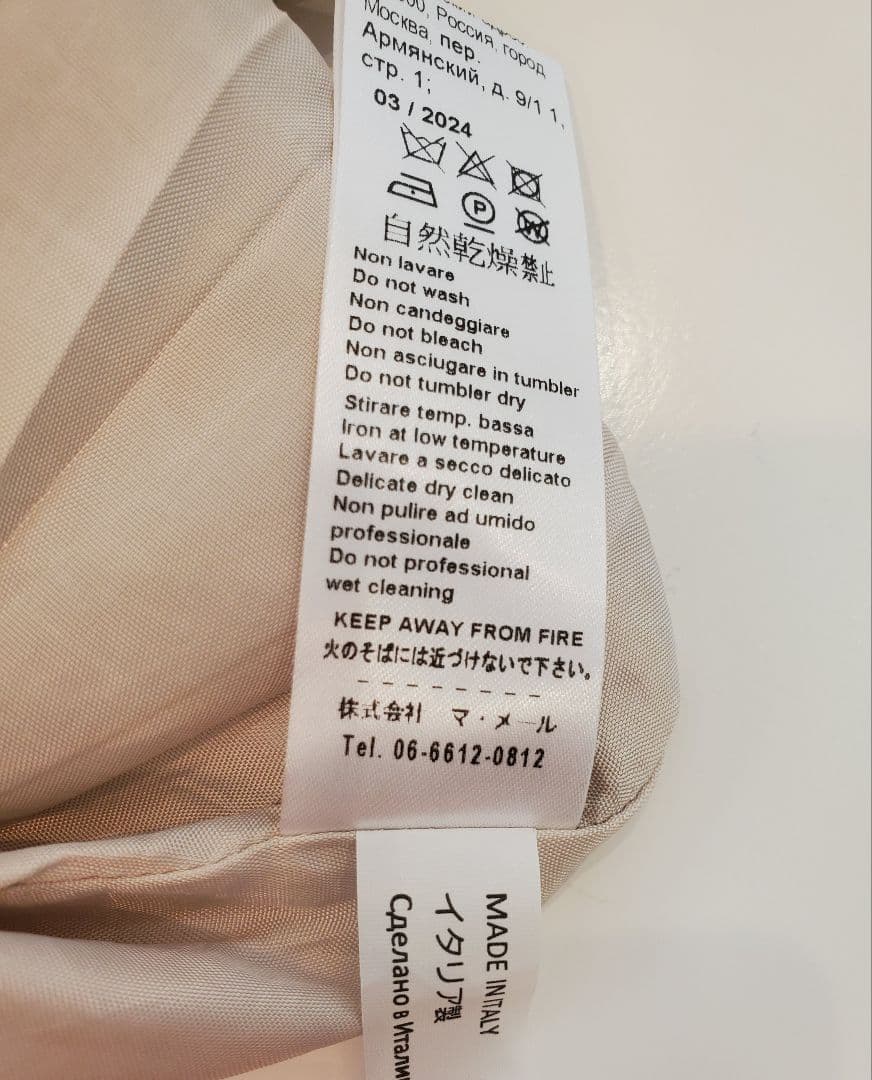 00, Россия, город
Москва, пер.
Армянский, д. 9/1 1,
стр. 1;
03 / 2024
P
W
自然乾燥禁止
Non lavare
Do not wash
Non candeggiare
Do not bleach
Non asciugare in tumbler
Do not tumbler dry
Stirare temp. bassa
Iron at low temperature
Lavare a secco delicato
Delicate dry clean
Non pulire ad umido
professionale
Do not professional
wet cleaning
KEEP AWAY FROM FIRE
火のそばには近づけないで下さい。
株式会社 マ・メール
Tel. 06-6612-0812
MADE IN ITALY
イタリア製
Сделано в Итали